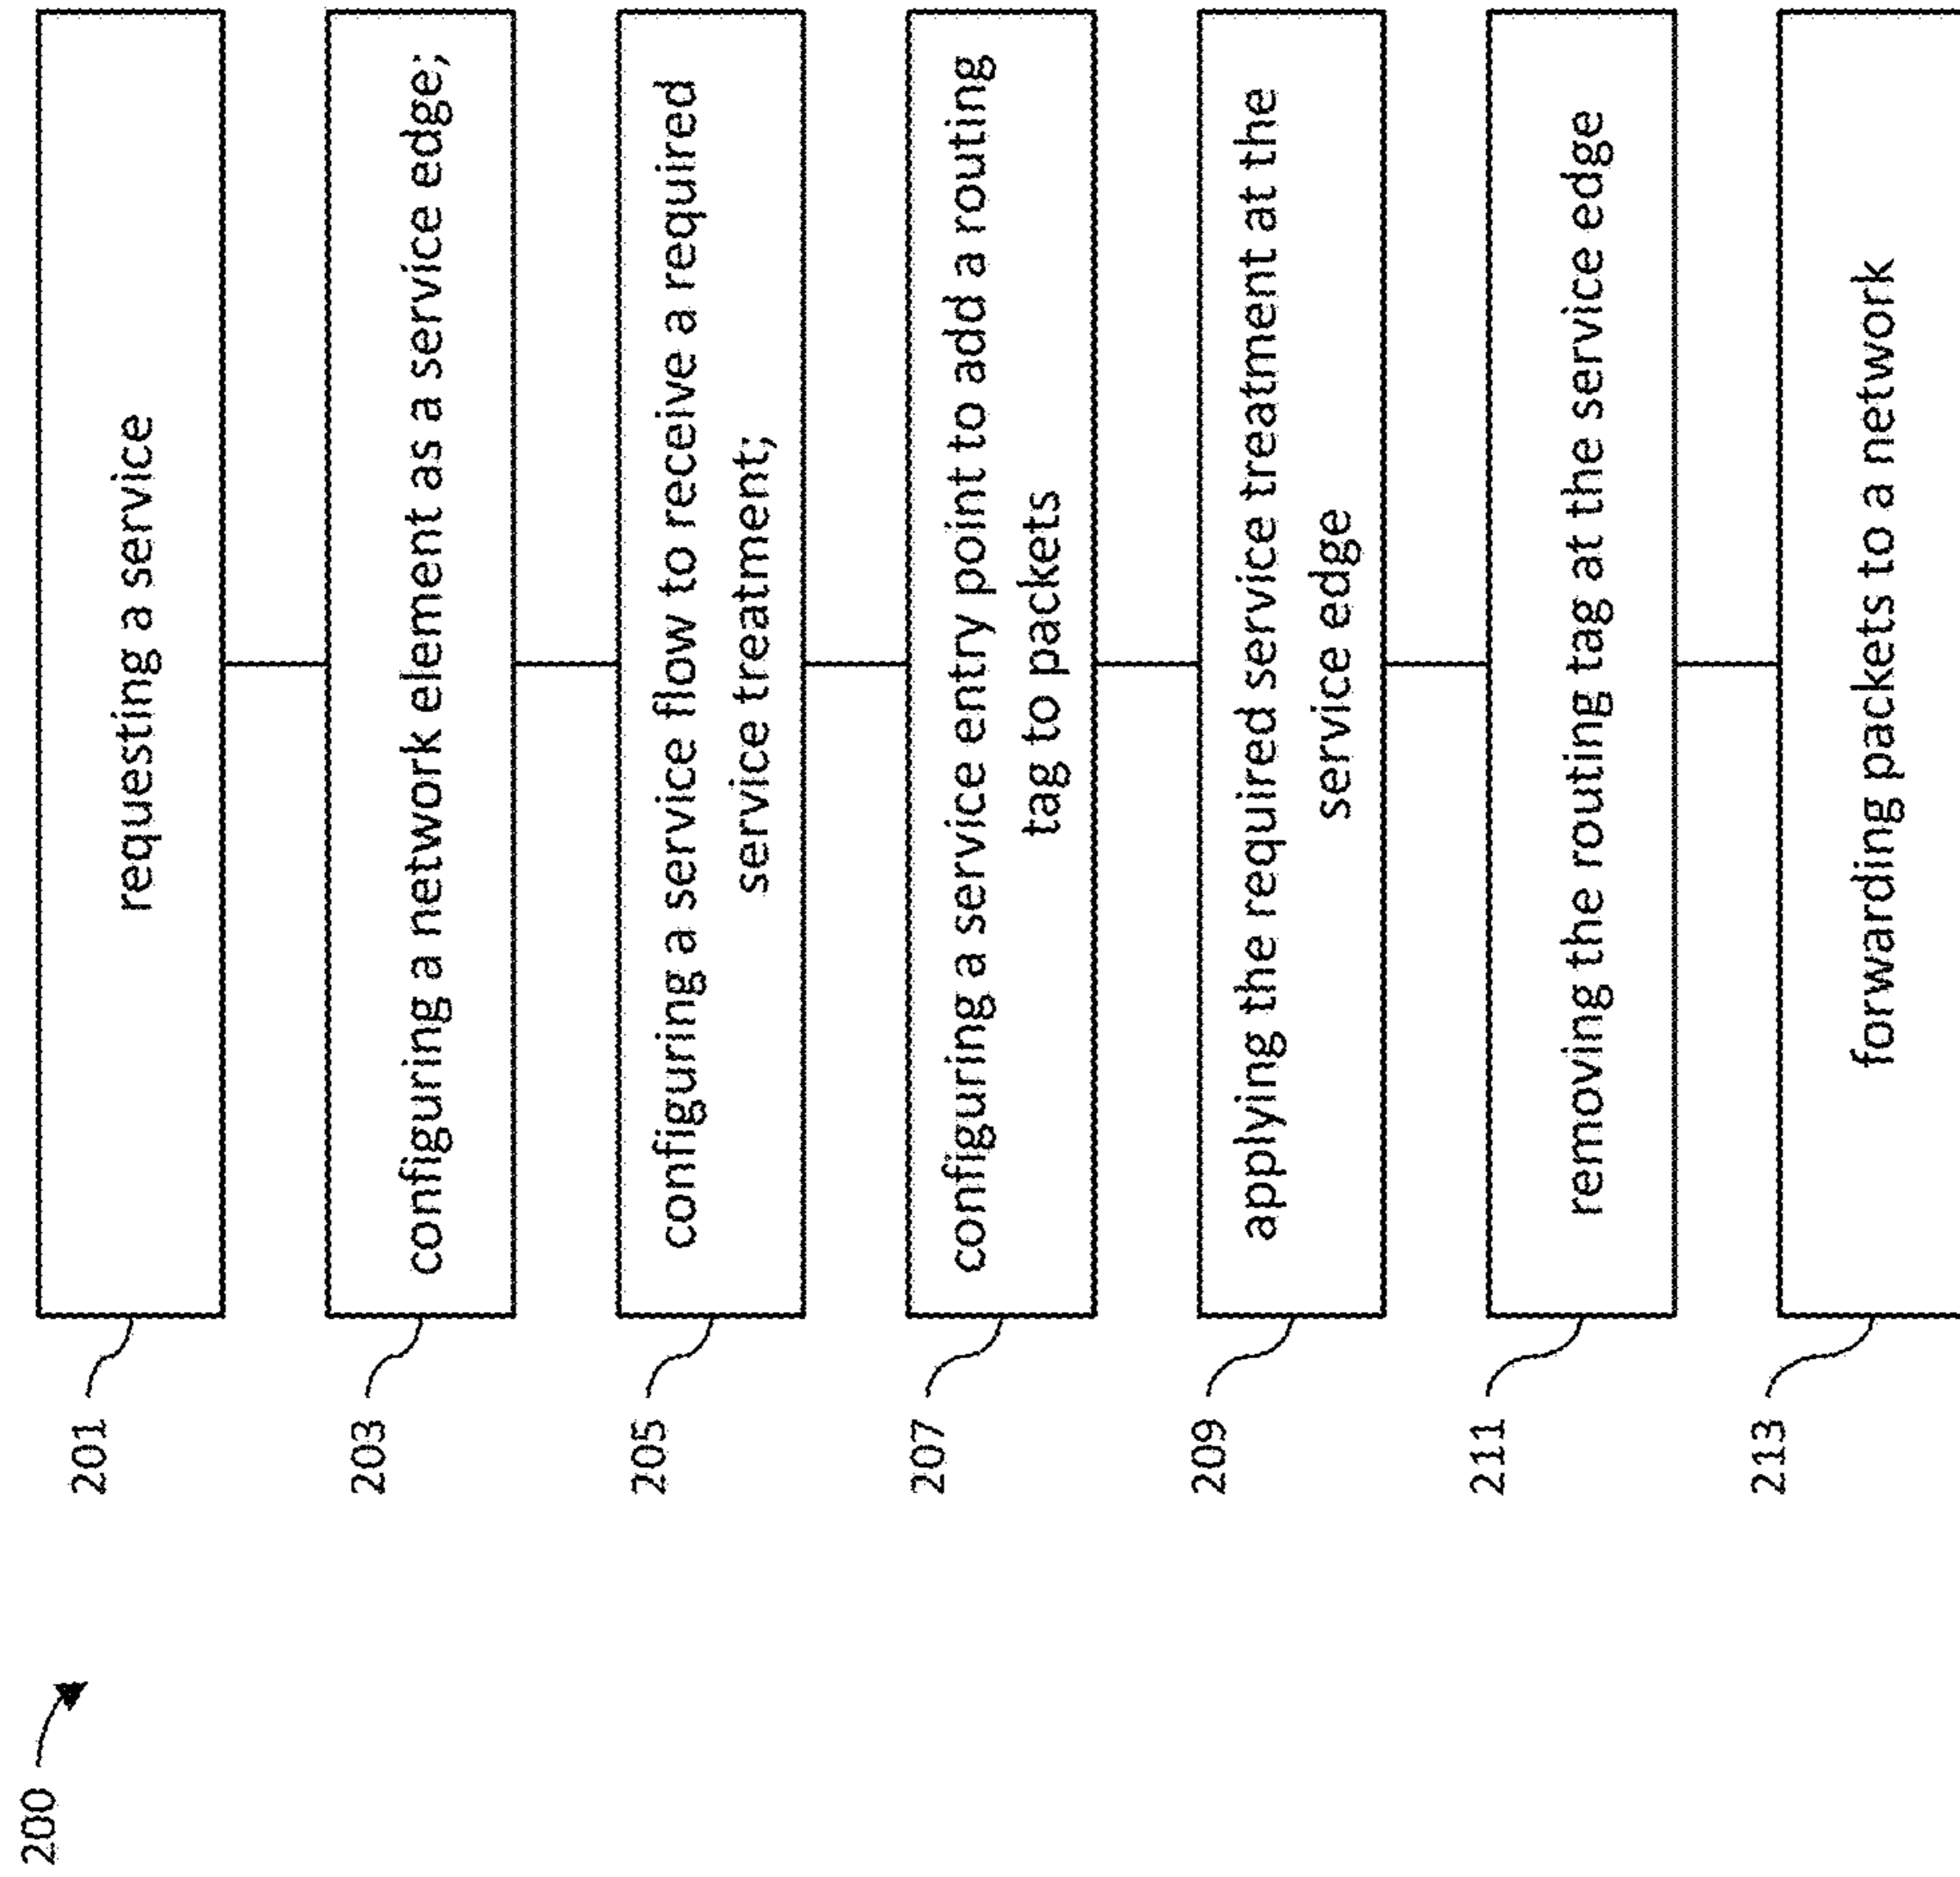 200
201
requesting a service
203
configuring a network element as a service edge;
205
configuring a service flow to receive a required
service treatment;
207
configuring a service entry point to add a routing
tag to packets
209
applying the required service treatment at the
service edge
211
removing the routing tag at the service edge
213
forwarding packets to a network